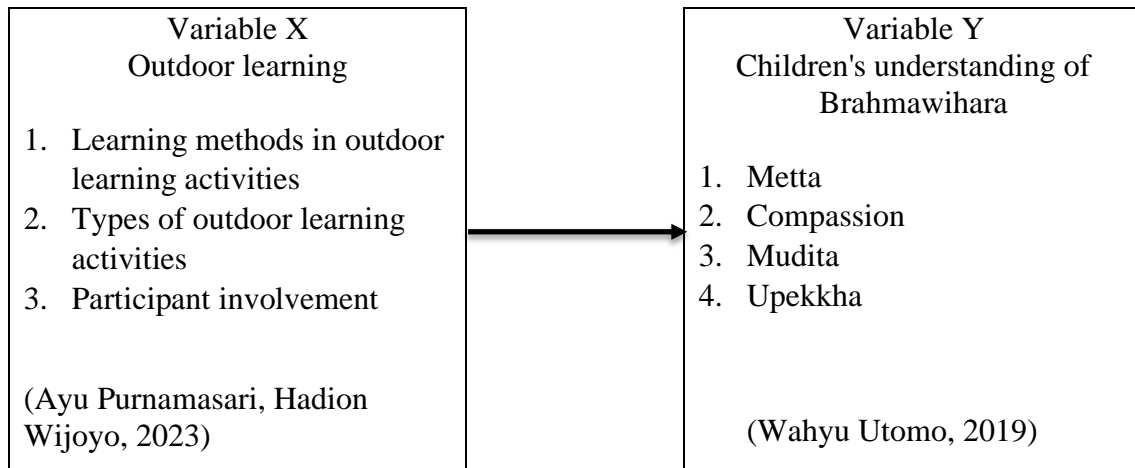 Variable X
Outdoor learning
1. Learning methods in outdoor
learning activities
2. Types of outdoor learning
activities
3. Participant involvement
(Ayu Purnamasari, Hadion
Wijoyo, 2023)
Variable Y
Children's understanding of
Brahmawihara
1. Metta
2. Compassion
3. Mudita
4. Upekkha
(Wahyu Utomo, 2019)